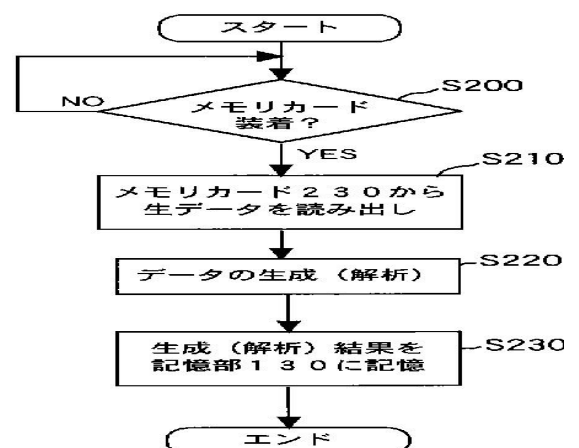 スタート
S200
NO
メモリカード
装着？
YES
S210
メモリカード２３０から
生データを読み出し
S220
データの生成（解析）
生成（解析）結果を
S230
記憶部１３０に記憶
エンド